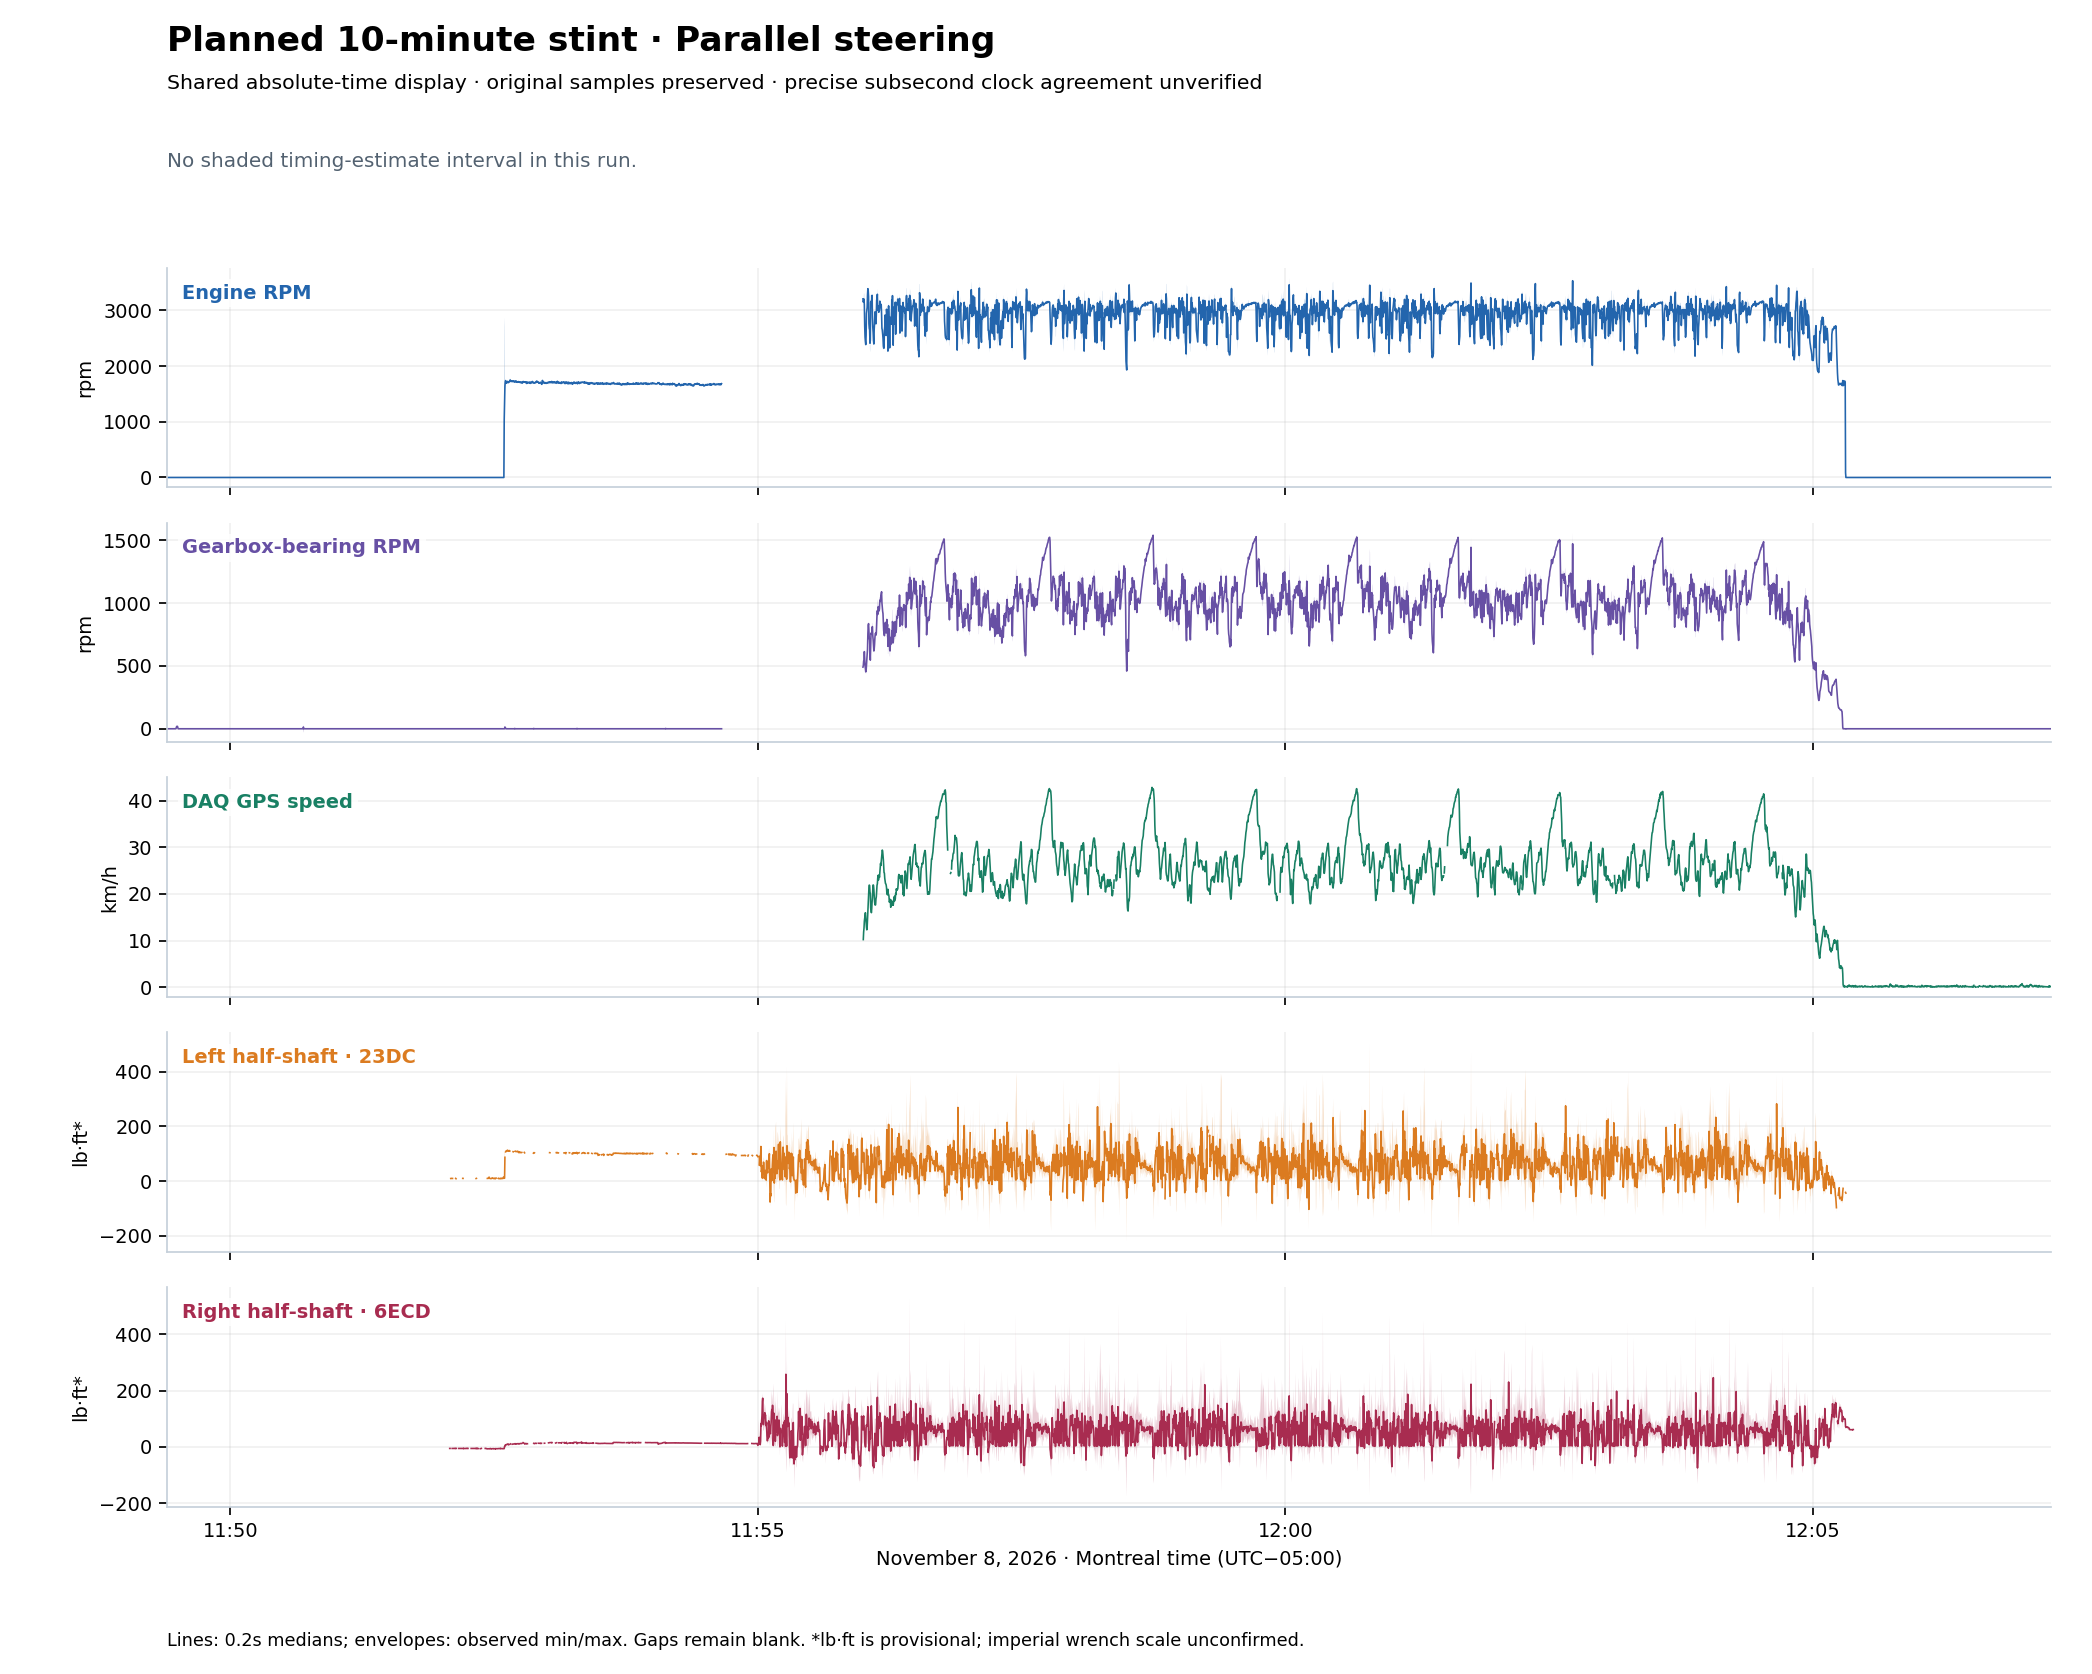 Planned 10-minute stint · Parallel steering
Shared absolute-time display · original samples preserved · precise subsecond clock agreement unverified
No shaded timing-estimate interval in this run.
Engine RPM
rpm
3000
2000
1000
0
Gearbox-bearing RPM
rpm
1500
1000
500
0
DAQ GPS speed
km/h
40
30
20
10
0
Left half-shaft · 23DC
lb·ft*
400
200
0
−200
Right half-shaft · 6ECD
lb·ft*
400
200
0
−200
11:50 11:55 12:00 12:05
November 8, 2026 · Montreal time (UTC−05:00)
Lines: 0.2s medians; envelopes: observed min/max. Gaps remain blank. *lb·ft is provisional; imperial wrench scale unconfirmed.